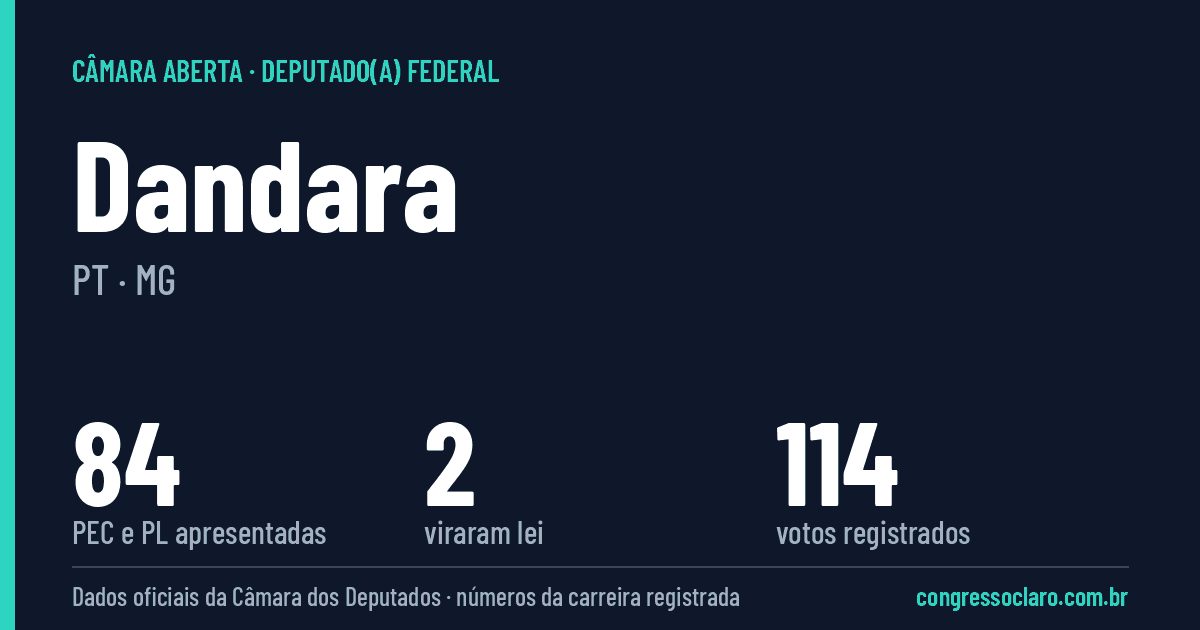 CÂMARA ABERTA · DEPUTADO(A) FEDERAL
Dandara
PT · MG
84 2 114
PEC e PL apresentadas viraram lei votos registrados
Dados oficiais da Câmara dos Deputados · números da carreira registrada congressoclaro.com.br